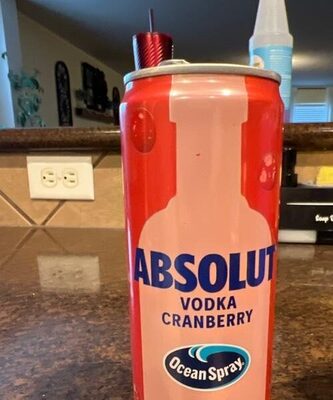 ABSOLUT
VODKA
CRANBERRY
Ocean Spray